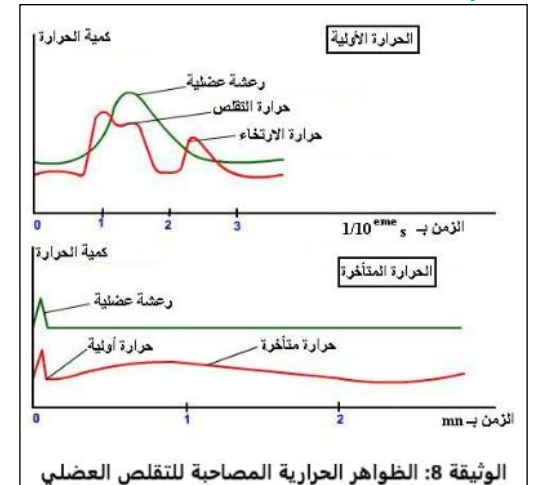 كمية الحرارة
الحرارة الأولية
رعشة عضلية
حرارة التقلص
حرارة الارتخاء
0 1 2 3
الزمن بـ 1/10 eme s
كمية الحرارة
الحرارة المتأخرة
رعشة عضلية
حرارة أولية
حرارة متأخرة
0 1 2
الزمن بـ mn
الوثيقة 8: الظواهر الحرارية المصاحبة للتقلص العضلي